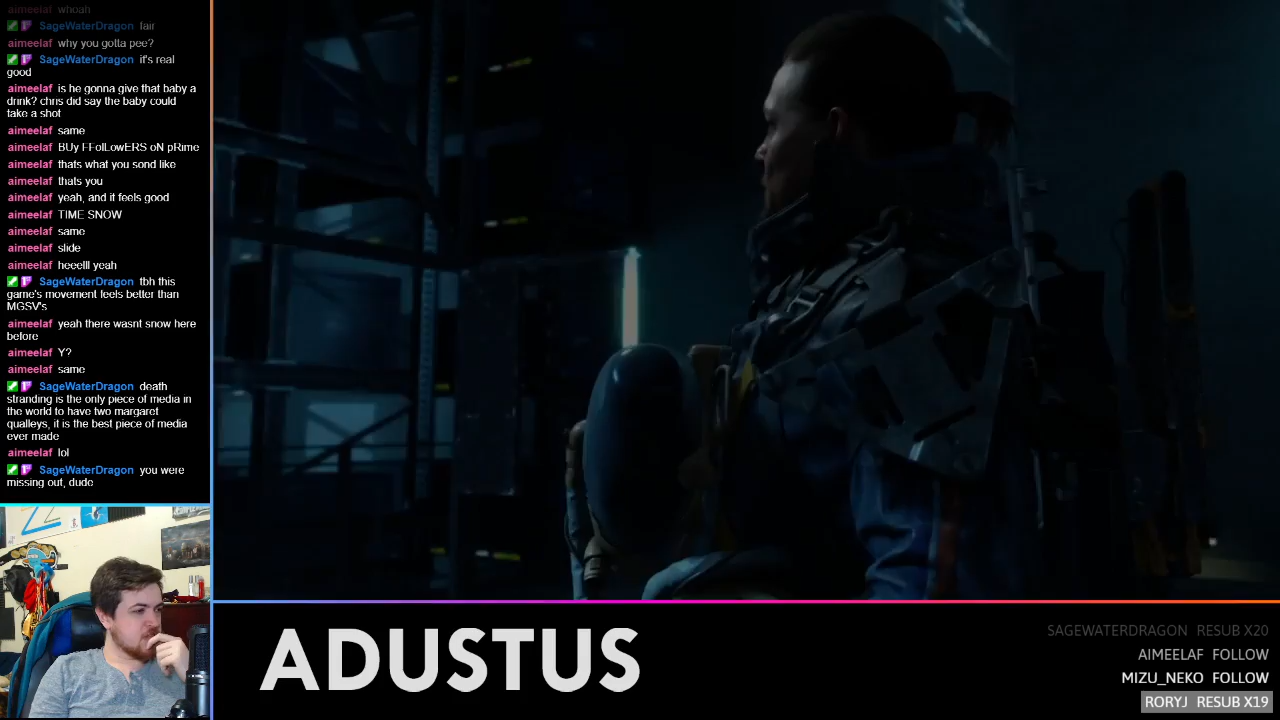 aimeelaf whoah
SageWaterDragon fair
aimeelaf why you gotta pee?
SageWaterDragon it's real
good
aimeelaf is he gonna give that baby a
drink? chris did say the baby could
take a shot
aimeelaf same
aimeelaf BUy FFolLowERS oN pRime
aimeelaf thats what you sond like
aimeelaf thats you
aimeelaf yeah, and it feels good
aimeelaf TIME SNOW
aimeelaf same
aimeelaf slide
aimeelaf heeelll yeah
SageWaterDragon tbh this
game's movement feels better than
MGSV's
aimeelaf yeah there wasnt snow here
before
aimeelaf Y?
aimeelaf same
SageWaterDragon death
stranding is the only piece of media in
the world to have two margaret
qualleys, it is the best piece of media
ever made
aimeelaf lol
SageWaterDragon you were
missing out, dude
ADUSTUS
SAGEWATERDRAGON RESUB X20
AIMEELAF FOLLOW
MIZU_NEKO FOLLOW
RORYJ RESUB X19